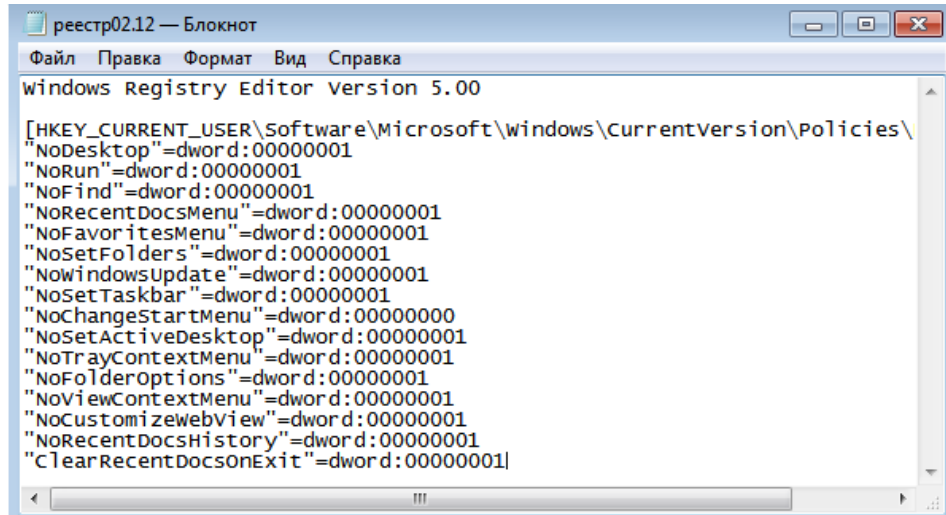 реестр02.12 — Блокнот
Файл Правка Формат Вид Справка
Windows Registry Editor Version 5.00
[HKEY_CURRENT_USER\Software\Microsoft\Windows\CurrentVersion\Policies\
"NoDesktop"=dword:00000001
"NoRun"=dword:00000001
"NoFind"=dword:00000001
"NoRecentDocsMenu"=dword:00000001
"NoFavoritesMenu"=dword:00000001
"NoSetFolders"=dword:00000001
"NoWindowsUpdate"=dword:00000001
"NoSetTaskbar"=dword:00000001
"NoChangeStartMenu"=dword:00000000
"NoSetActiveDesktop"=dword:00000001
"NoTrayContextMenu"=dword:00000001
"NoFolderOptions"=dword:00000001
"NoViewContextMenu"=dword:00000001
"NoCustomizeWebView"=dword:00000001
"NoRecentDocsHistory"=dword:00000001
"ClearRecentDocsOnExit"=dword:00000001